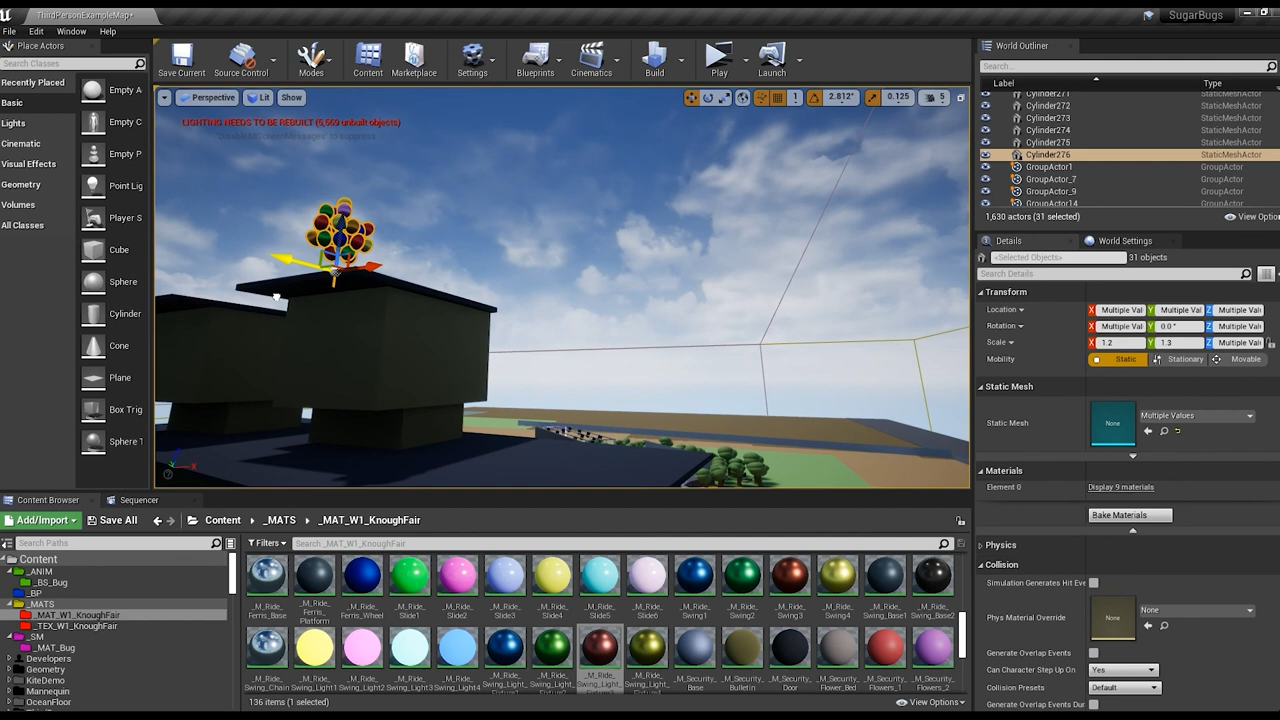 ThirdPersonExampleMap*
SugarBugs
File Edit Window Help
Place Actors
Search Classes
Recently Placed
Basic
Lights
Cinematic
Visual Effects
Geometry
Volumes
All Classes
Empty A
Empty C
Empty P
Point Lig
Player S
Cube
Sphere
Cylinder
Cone
Plane
Box Trig
Sphere T
Save Current Source Control Modes Content Marketplace Settings Blueprints Cinematics Build Play Launch
Perspective Lit Show
1 2.812° 0.125 5
LIGHTING NEEDS TO BE REBUILT (6,569 unbuilt objects)
'DisableAllScreenMessages' to suppress
World Outliner
Search...
Label Type
Cylinder271 StaticMeshActor
Cylinder272 StaticMeshActor
Cylinder273 StaticMeshActor
Cylinder274 StaticMeshActor
Cylinder275 StaticMeshActor
Cylinder276 StaticMeshActor
GroupActor1 GroupActor
GroupActor_7 GroupActor
GroupActor_9 GroupActor
GroupActor14 GroupActor
1,630 actors (31 selected) View Optio
Details World Settings
<Selected Objects> 31 objects
Search Details
Transform
Location X Multiple Val Y Multiple Val Z Multiple Val
Rotation X Multiple Val Y 0.0 ° Z Multiple Val
Scale X 1.2 Y 1.3 Z Multiple Val
Mobility Static Stationary Movable
Static Mesh
Static Mesh None Multiple Values
Materials
Element 0 Display 9 materials
Bake Materials
Physics
Collision
Simulation Generates Hit Eve
Phys Material Override None None
Generate Overlap Events
Can Character Step Up On Yes
Collision Presets Default
Generate Overlap Events Dur
Content Browser Sequencer
Add/Import Save All Content _MATS _MAT_W1_KnoughFair
Search Paths
Filters Search _MAT_W1_KnoughFair
Content
_ANIM
_BS_Bug
_BP
_MATS
_MAT_W1_KnoughFair
_TEX_W1_KnoughFair
_SM
_MAT_Bug
Developers
Geometry
KiteDemo
Mannequin
OceanFloor
_M_Ride_Ferris_Base
_M_Ride_Ferris_Platform
_M_Ride_Ferris_Wheel
_M_Ride_Slide1
_M_Ride_Slide2
_M_Ride_Slide3
_M_Ride_Slide4
_M_Ride_Slide5
_M_Ride_Slide6
_M_Ride_Swing1
_M_Ride_Swing2
_M_Ride_Swing3
_M_Ride_Swing4
_M_Ride_Swing_Base1
_M_Ride_Swing_Base2
_M_Ride_Swing_Chain
_M_Ride_Swing_Light1
_M_Ride_Swing_Light2
_M_Ride_Swing_Light3
_M_Ride_Swing_Light4
_M_Ride_Swing_Light_
_M_Ride_Swing_Light_
_M_Ride_Swing_Light_
_M_Ride_Swing_Light_
_M_Security_Base
_M_Security_Bulletin
_M_Security_Door
_M_Security_Flower_Bed
_M_Security_Flowers_1
_M_Security_Flowers_2
136 items (1 selected) View Options